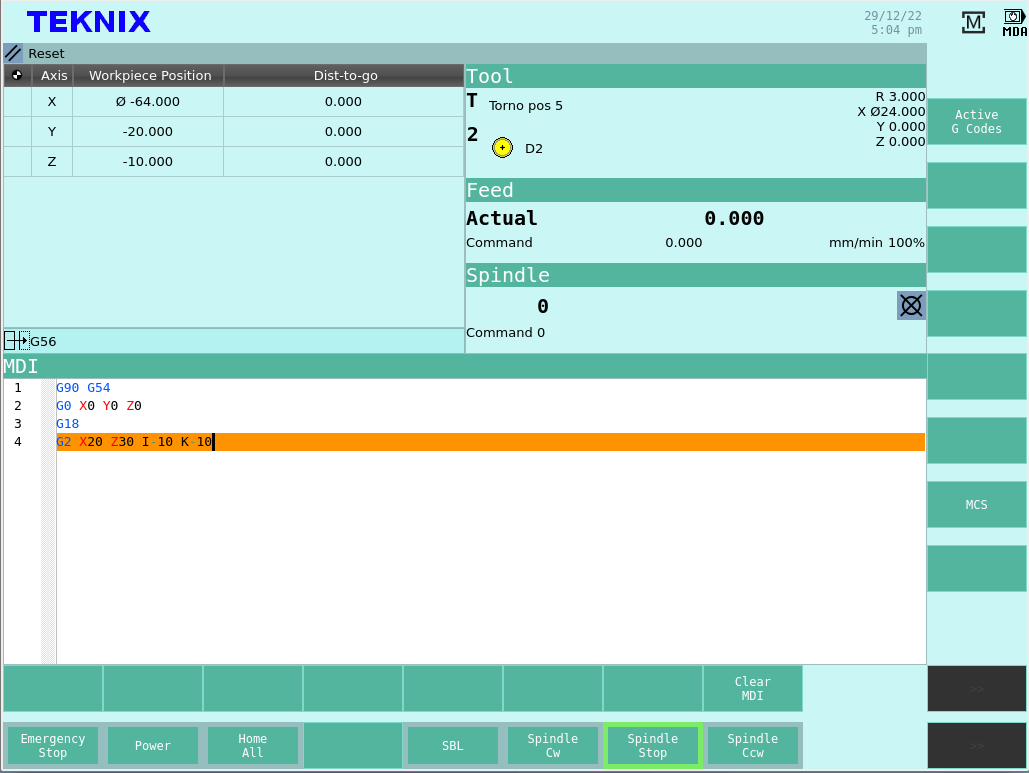 TEKNIX
29/12/22
5:04 pm
M
MDA
Reset
Axis Workpiece Position Dist-to-go
X Ø -64.000 0.000
Y -20.000 0.000
Z -10.000 0.000
Tool
T Torno pos 5
2 D2
R 3.000
X Ø24.000
Y 0.000
Z 0.000
Feed
Actual 0.000
Command 0.000 mm/min 100%
Spindle
0
Command 0
G56
MDI
1 G90 G54
2 G0 X0 Y0 Z0
3 G18
4 G2 X20 Z30 I-10 K-10
Active
G Codes
MCS
Clear
MDI
>>
Emergency
Stop
Power
Home
All
SBL
Spindle
Cw
Spindle
Stop
Spindle
Ccw
>>